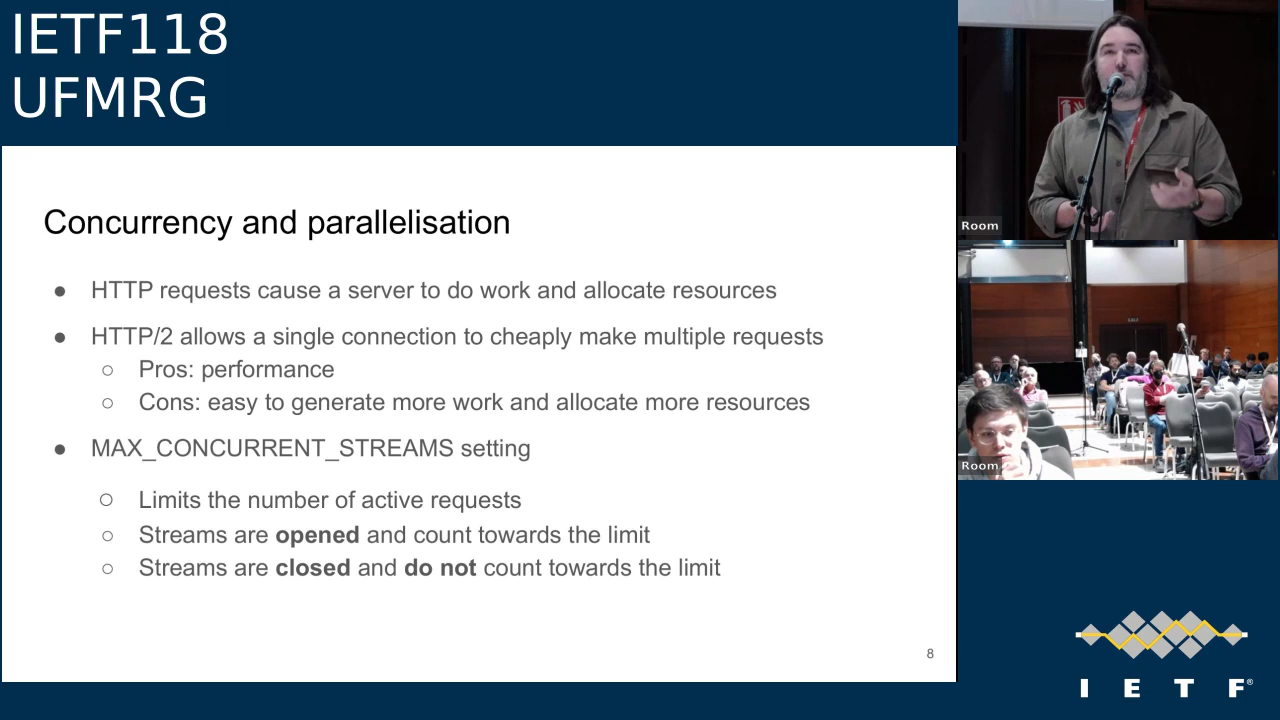 IETF118
UFMRG
Concurrency and parallelisation
● HTTP requests cause a server to do work and allocate resources
● HTTP/2 allows a single connection to cheaply make multiple requests
○ Pros: performance
○ Cons: easy to generate more work and allocate more resources
● MAX_CONCURRENT_STREAMS setting
○ Limits the number of active requests
○ Streams are opened and count towards the limit
○ Streams are closed and do not count towards the limit
8
Room
Room
I E T F®